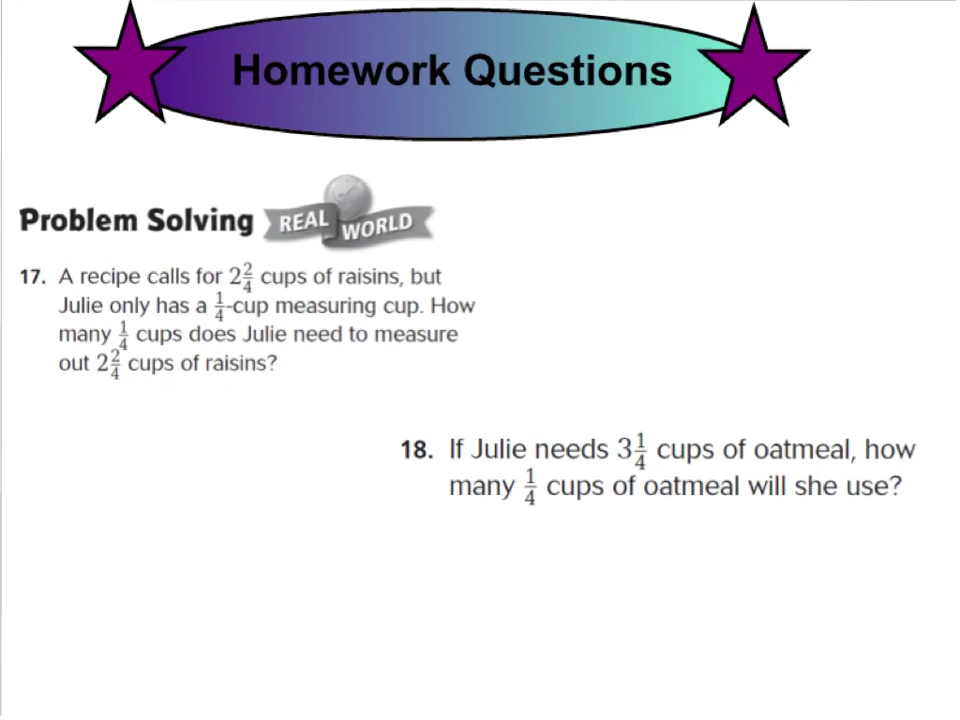 Homework Questions
Problem Solving REAL WORLD
17. A recipe calls for 2 2/4 cups of raisins, but
Julie only has a 1/4-cup measuring cup. How
many 1/4 cups does Julie need to measure
out 2 2/4 cups of raisins?
18. If Julie needs 3 1/4 cups of oatmeal, how
many 1/4 cups of oatmeal will she use?